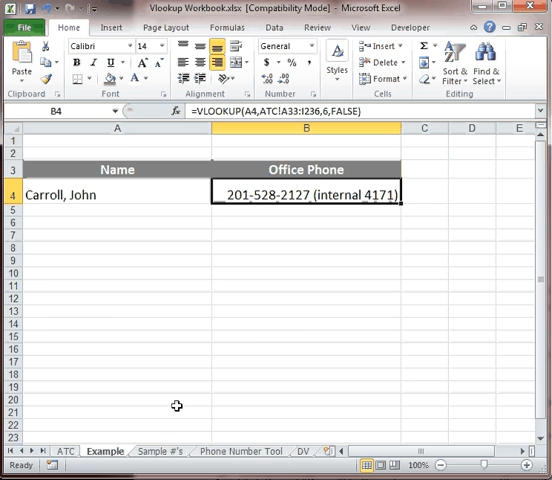 Vlookup Workbook.xlsx [Compatibility Mode] - Microsoft Excel
File Home Insert Page Layout Formulas Data Review View Developer
Paste Calibri 14 General Styles Insert Delete Format Sort & Filter Find & Select
Clipboard Font Alignment Number Cells Editing
B4 fx =VLOOKUP(A4,ATC!A33:I236,6,FALSE)
A B C D E
1
2
3 Name Office Phone
4 Carroll, John 201-528-2127 (internal 4171)
5
6
7
8
9
10
11
12
13
14
15
16
17
18
19
20
21
22
23
ATC Example Sample #'s Phone Number Tool DV
Ready 100%